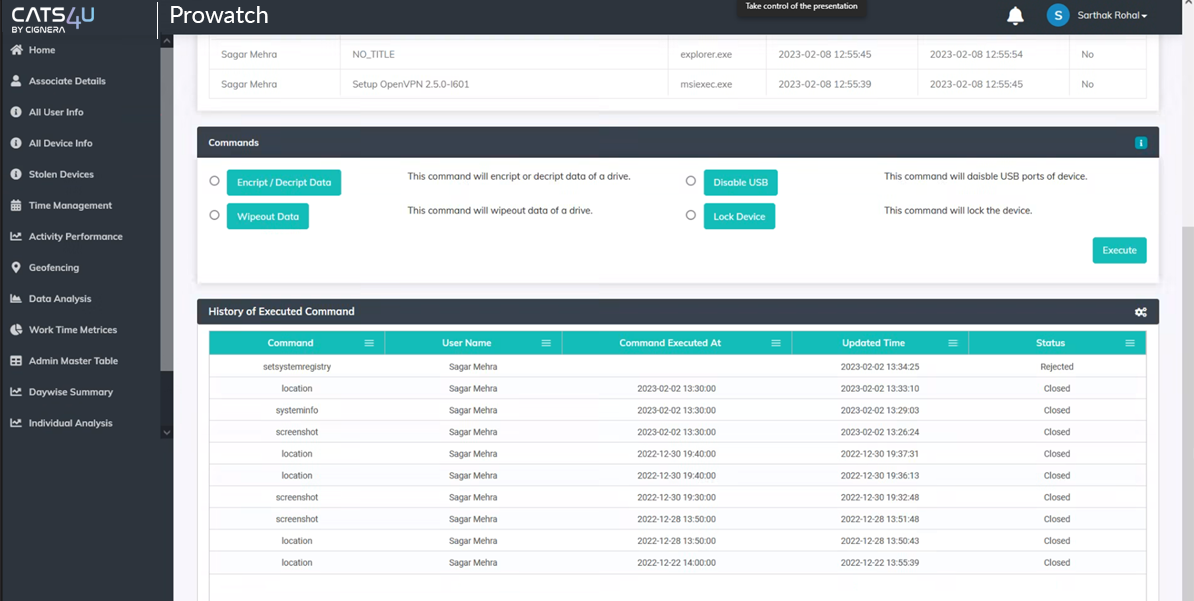 CATS4U
BY CIGNERA
Prowatch
Take control of the presentation
S Sarthak Rohal
Home
Associate Details
All User Info
All Device Info
Stolen Devices
Time Management
Activity Performance
Geofencing
Data Analysis
Work Time Metrices
Admin Master Table
Daywise Summary
Individual Analysis
Sagar Mehra NO_TITLE explorer.exe 2023-02-08 12:55:45 2023-02-08 12:55:54 No
Sagar Mehra Setup OpenVPN 2.5.0-I601 msiexec.exe 2023-02-08 12:55:39 2023-02-08 12:55:45 No
Commands
Encript / Decript Data This command will encript or decript data of a drive. Disable USB This command will daisble USB ports of device.
Wipeout Data This command will wipeout data of a drive. Lock Device This command will lock the device.
Execute
History of Executed Command
Command User Name Command Executed At Updated Time Status
setsystemregistry Sagar Mehra 2023-02-02 13:34:25 Rejected
location Sagar Mehra 2023-02-02 13:30:00 2023-02-02 13:33:10 Closed
systeminfo Sagar Mehra 2023-02-02 13:30:00 2023-02-02 13:29:03 Closed
screenshot Sagar Mehra 2023-02-02 13:30:00 2023-02-02 13:26:24 Closed
location Sagar Mehra 2022-12-30 19:40:00 2022-12-30 19:37:31 Closed
location Sagar Mehra 2022-12-30 19:40:00 2022-12-30 19:36:13 Closed
screenshot Sagar Mehra 2022-12-30 19:30:00 2022-12-30 19:32:48 Closed
screenshot Sagar Mehra 2022-12-28 13:50:00 2022-12-28 13:51:48 Closed
location Sagar Mehra 2022-12-28 13:50:00 2022-12-28 13:50:43 Closed
location Sagar Mehra 2022-12-22 14:00:00 2022-12-22 13:55:39 Closed